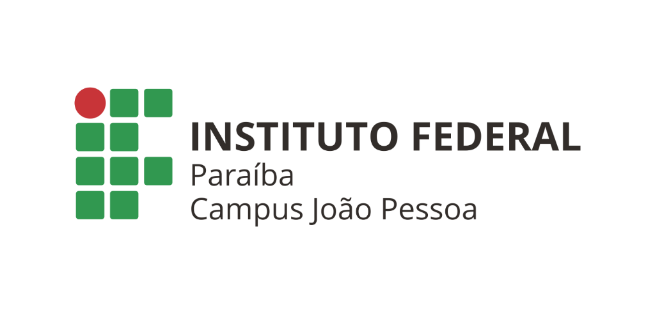 INSTITUTO FEDERAL
Paraíba
Campus João Pessoa